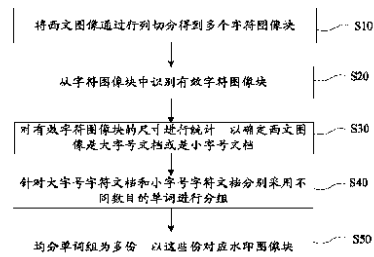 将西文图像通过行列切分得到多个字符图像块
S10
从字符图像块中识别有效字符图像块
S20
对有效字符图像块的尺寸进行统计 以确定西文图
像是大字号文档或是小字号文档
S30
针对大字号字符文档和小字号字符文档分别采用不
同数目的单词进行分组
S40
均分单词组为多份 以这些份对应水印图像块
S50